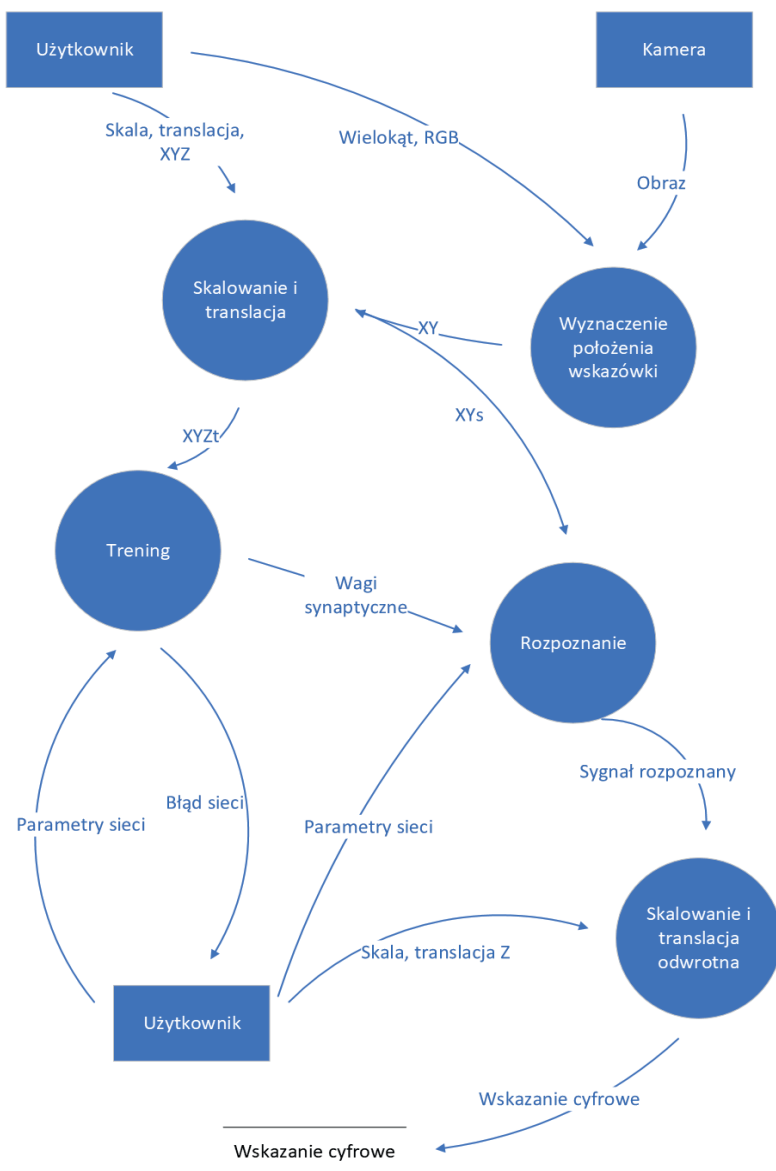 Użytkownik
Kamera
Skala, translacja,
XYZ
Wielokąt, RGB
Obraz
Skalowanie i
translacja
Wyznaczenie
położenia
wskazówki
XY
XYs
XYZt
Trening
Wagi
synaptyczne
Rozpoznanie
Sygnał rozpoznany
Błąd sieci
Parametry sieci
Parametry sieci
Skalowanie i
translacja
odwrotna
Skala, translacja Z
Użytkownik
Wskazanie cyfrowe
Wskazanie cyfrowe